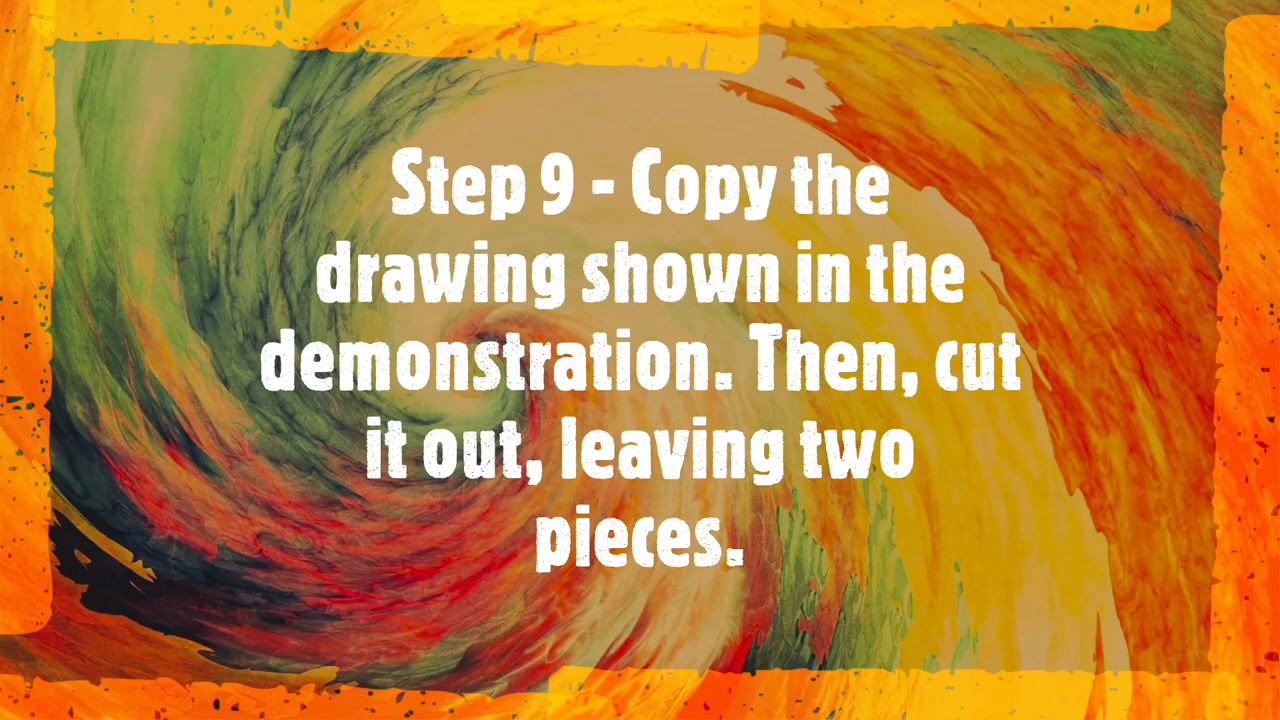 Step 9 - Copy the
drawing shown in the
demonstration. Then, cut
it out, leaving two
pieces.